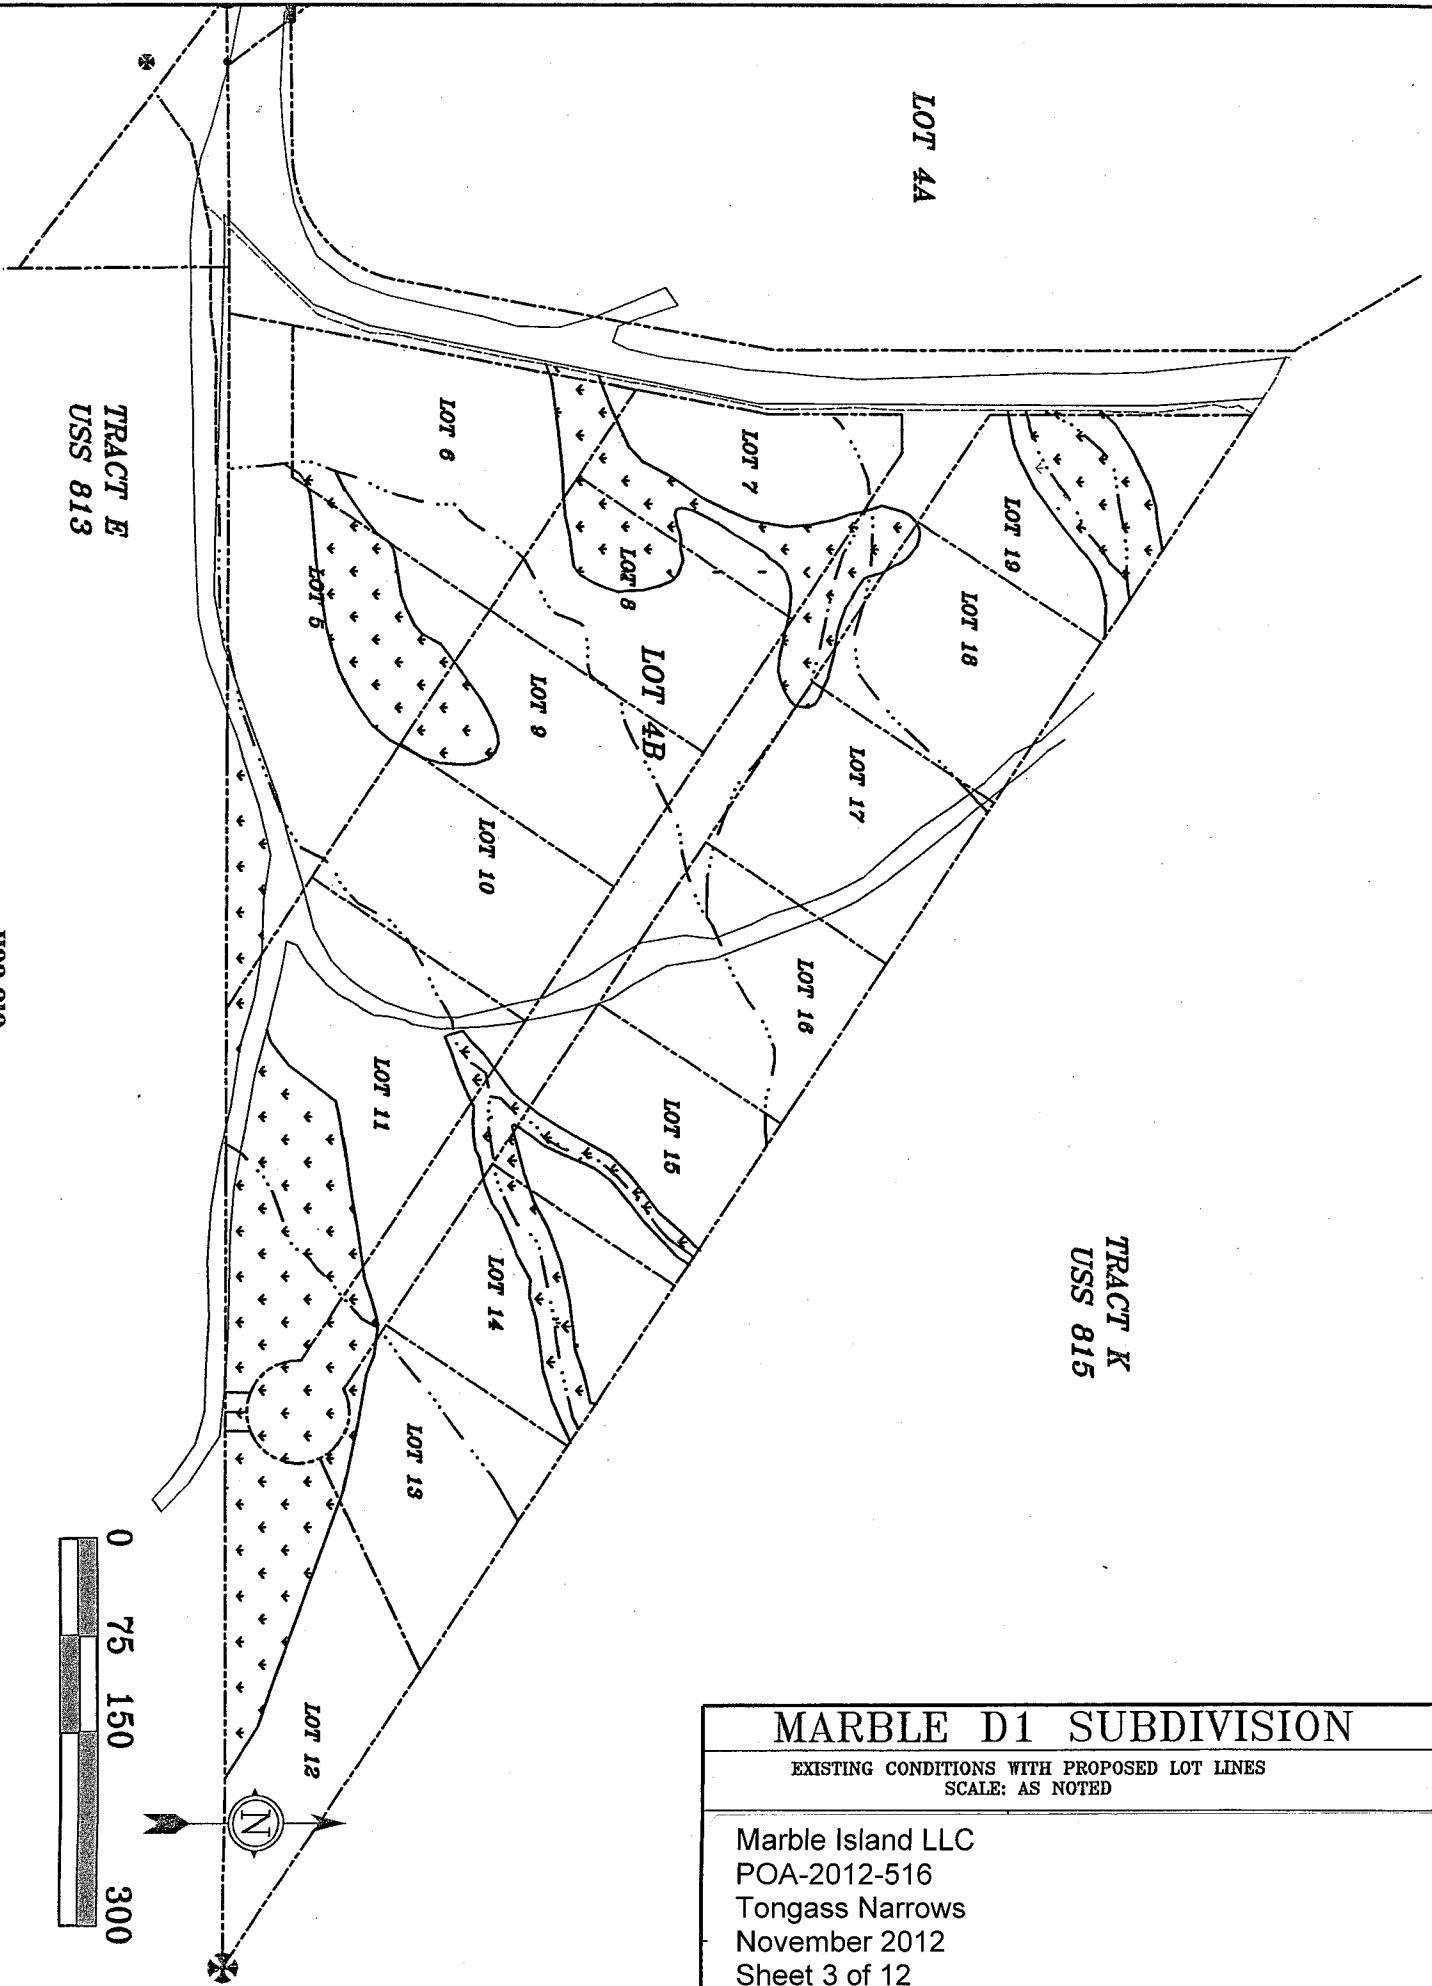 LOT 4A
TRACT E
USS 813
LOT 6
LOT 7
LOT 19
LOT 5
LOT 8
LOT 18
LOT 9
LOT 4B
LOT 17
LOT 10
LOT 16
LOT 11
LOT 15
TRACT K
USS 815
LOT 14
LOT 13
LOT 12
0 75 150 300
N
MARBLE D1 SUBDIVISION
EXISTING CONDITIONS WITH PROPOSED LOT LINES
SCALE: AS NOTED
Marble Island LLC
POA-2012-516
Tongass Narrows
November 2012
Sheet 3 of 12